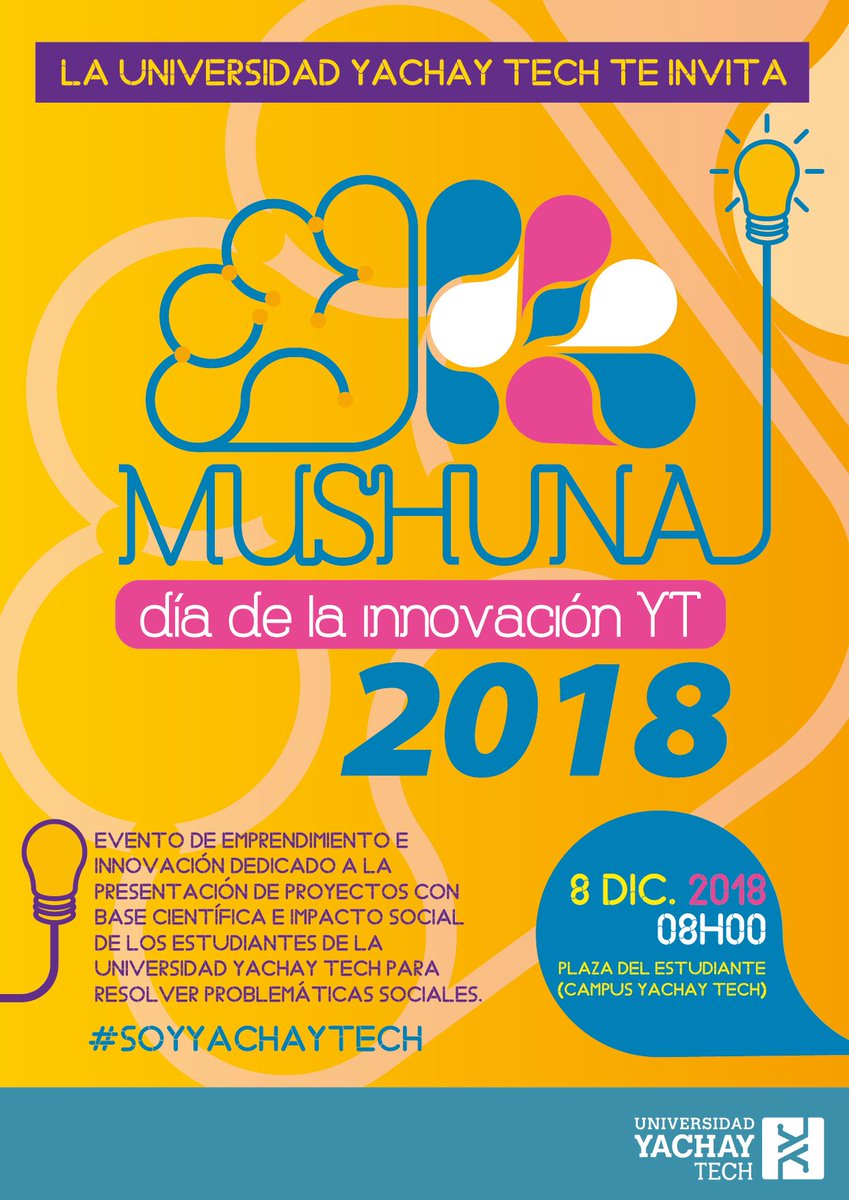 LA UNIVERSIDAD YACHAY TECH TE INVITA
MUSHUNA
día de la innovación YT
2018
EVENTO DE EMPRENDIMIENTO E
INNOVACIÓN DEDICADO A LA
PRESENTACIÓN DE PROYECTOS CON
BASE CIENTÍFICA E IMPACTO SOCIAL
DE LOS ESTUDIANTES DE LA
UNIVERSIDAD YACHAY TECH PARA
RESOLVER PROBLEMÁTICAS SOCIALES.
#SOYYACHAYTECH
8 DIC. 2018
08H00
PLAZA DEL ESTUDIANTE
(CAMPUS YACHAY TECH)
UNIVERSIDAD
YACHAY
TECH